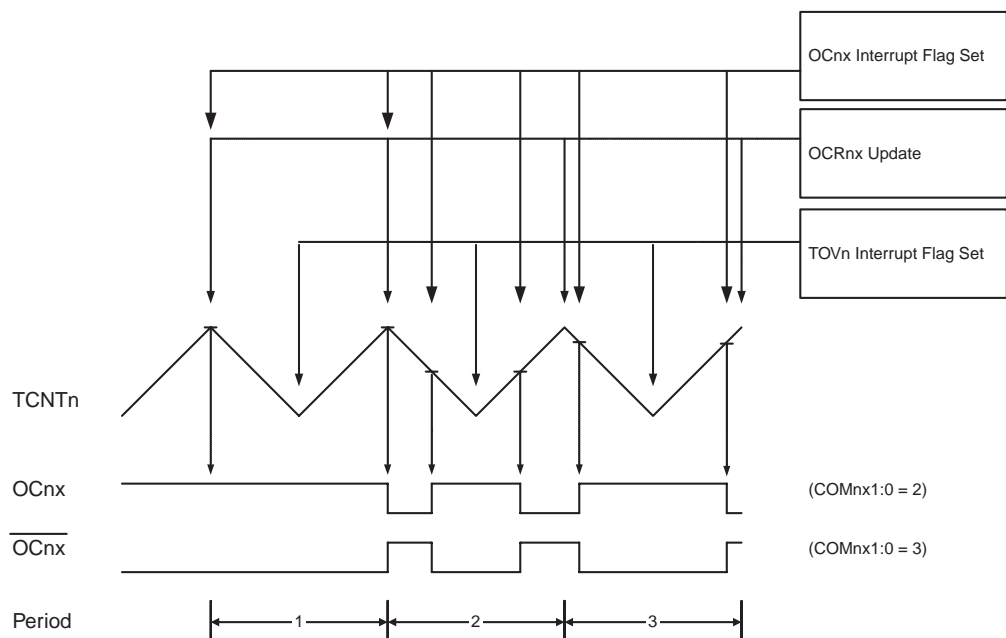 OCnx Interrupt Flag Set
OCRnx Update
TOVn Interrupt Flag Set
TCNTn
OCnx
(COMnx1:0 = 2)
OCnx
(COMnx1:0 = 3)
Period
1
2
3